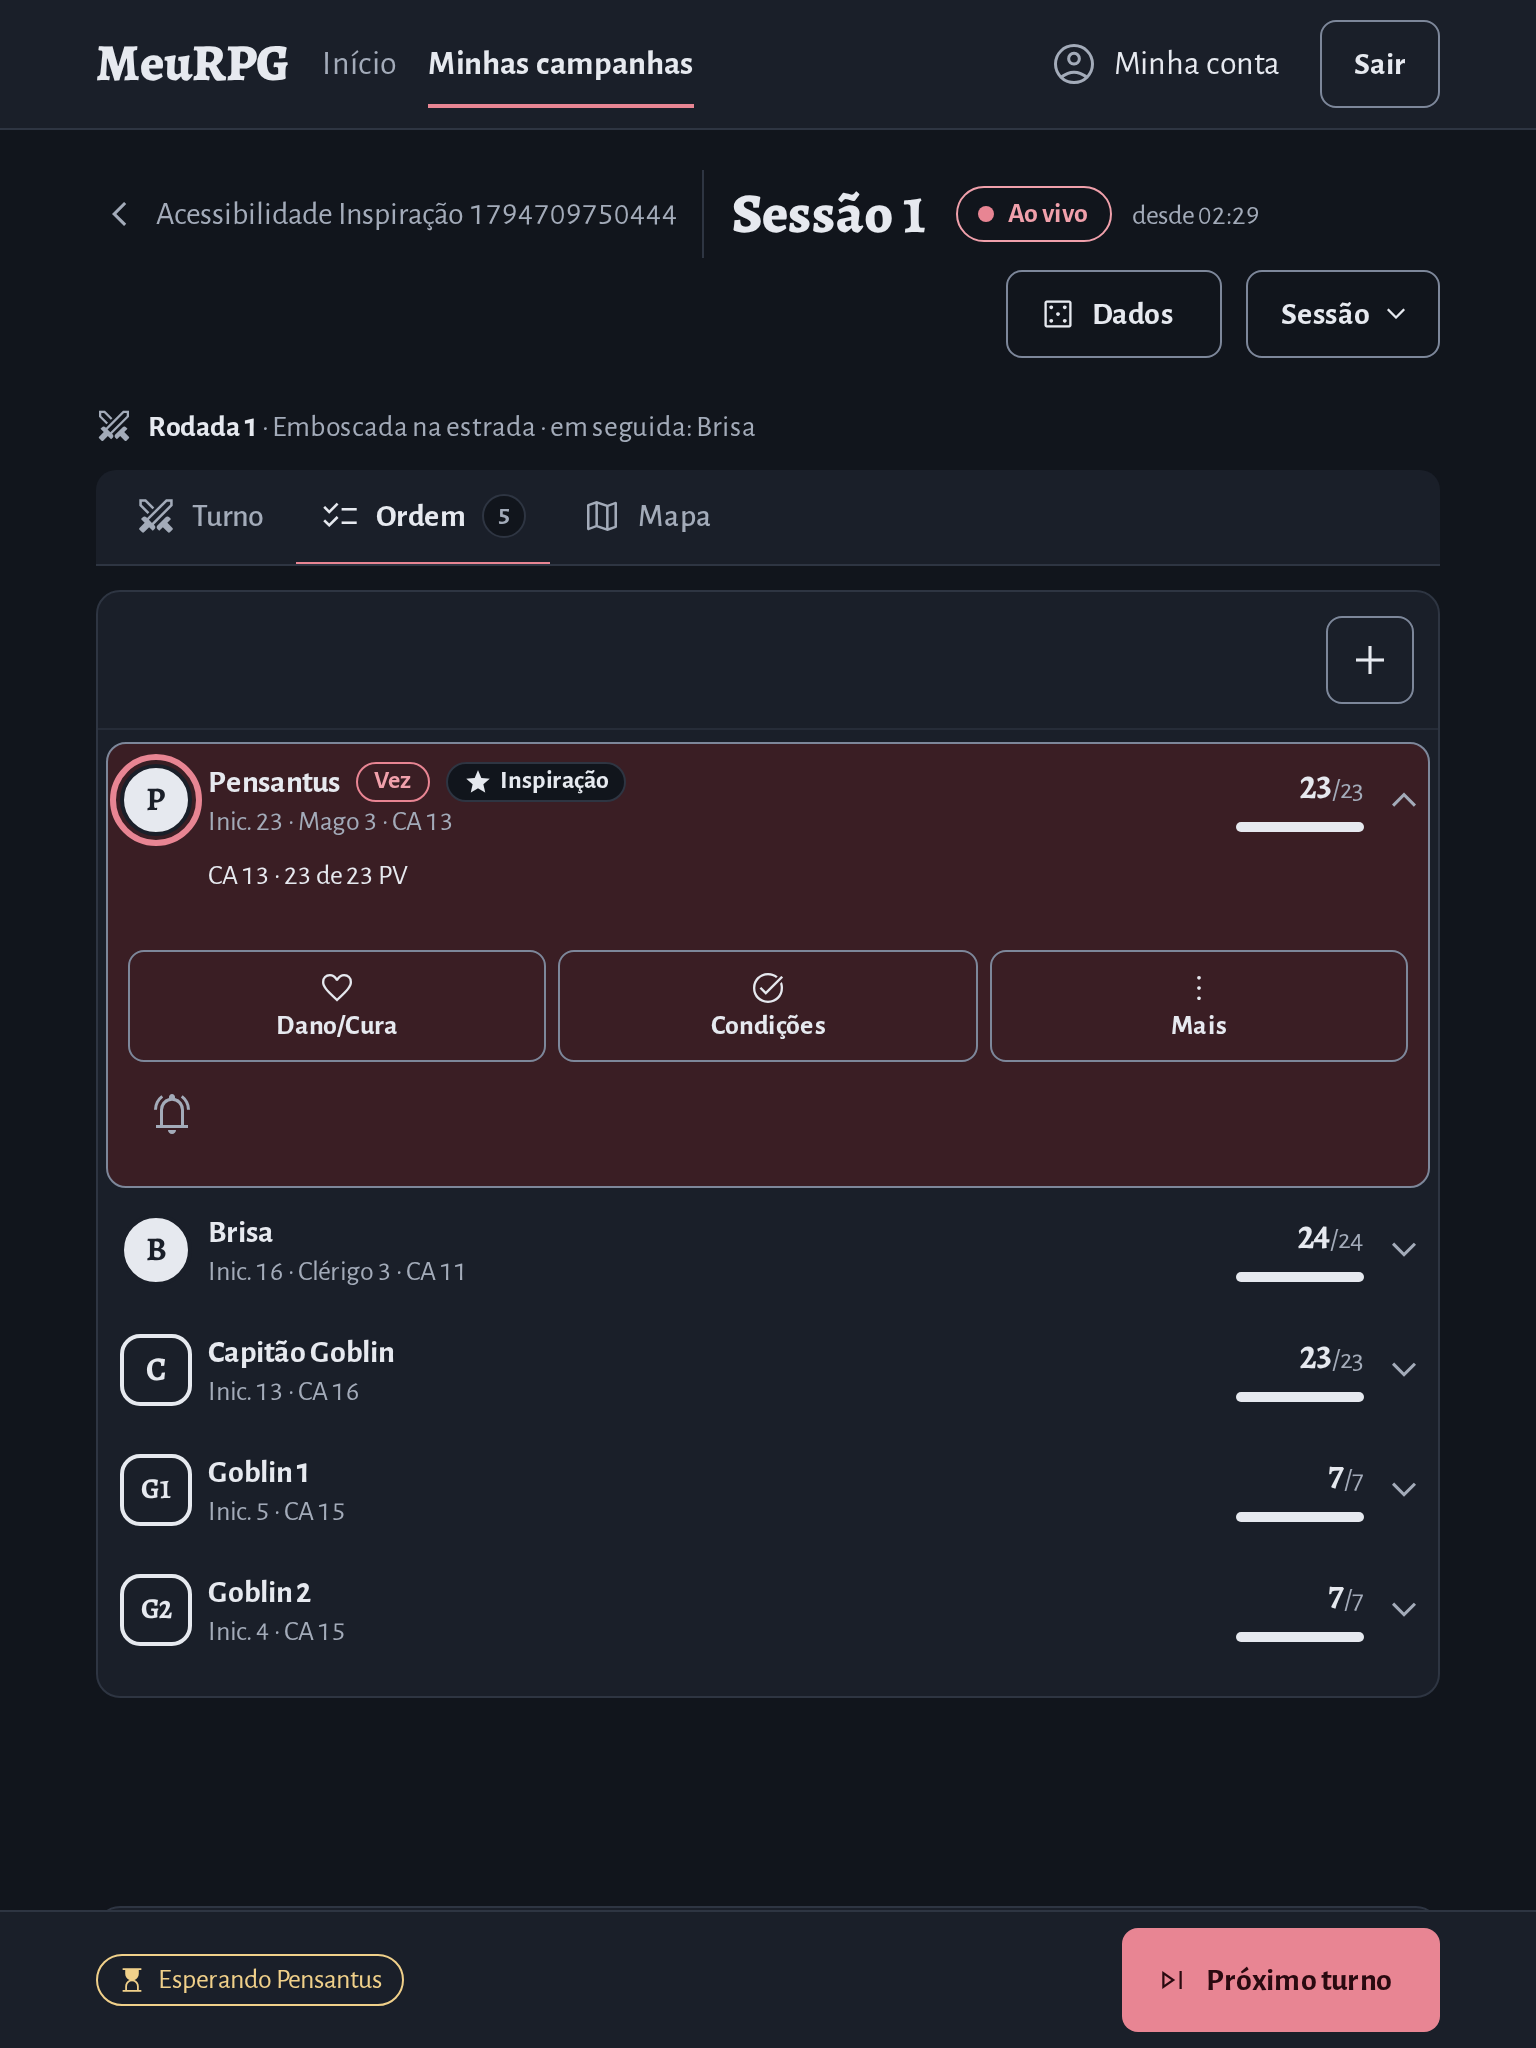 MeuRPG Início Minhas campanhas Minha conta Sair
Acessibilidade Inspiração 1794709750444 Sessão 1 Ao vivo desde 02:29
Dados Sessão
Rodada 1 · Emboscada na estrada · em seguida: Brisa
Turno Ordem 5 Mapa
P Pensantus Vez Inspiração 23/23
Inic. 23 · Mago 3 · CA 13
CA 13 · 23 de 23 PV
Dano/Cura Condições Mais
B Brisa 24/24
Inic. 16 · Clérigo 3 · CA 11
C Capitão Goblin 23/23
Inic. 13 · CA 16
G1 Goblin 1 7/7
Inic. 5 · CA 15
G2 Goblin 2 7/7
Inic. 4 · CA 15
Esperando Pensantus Próximo turno